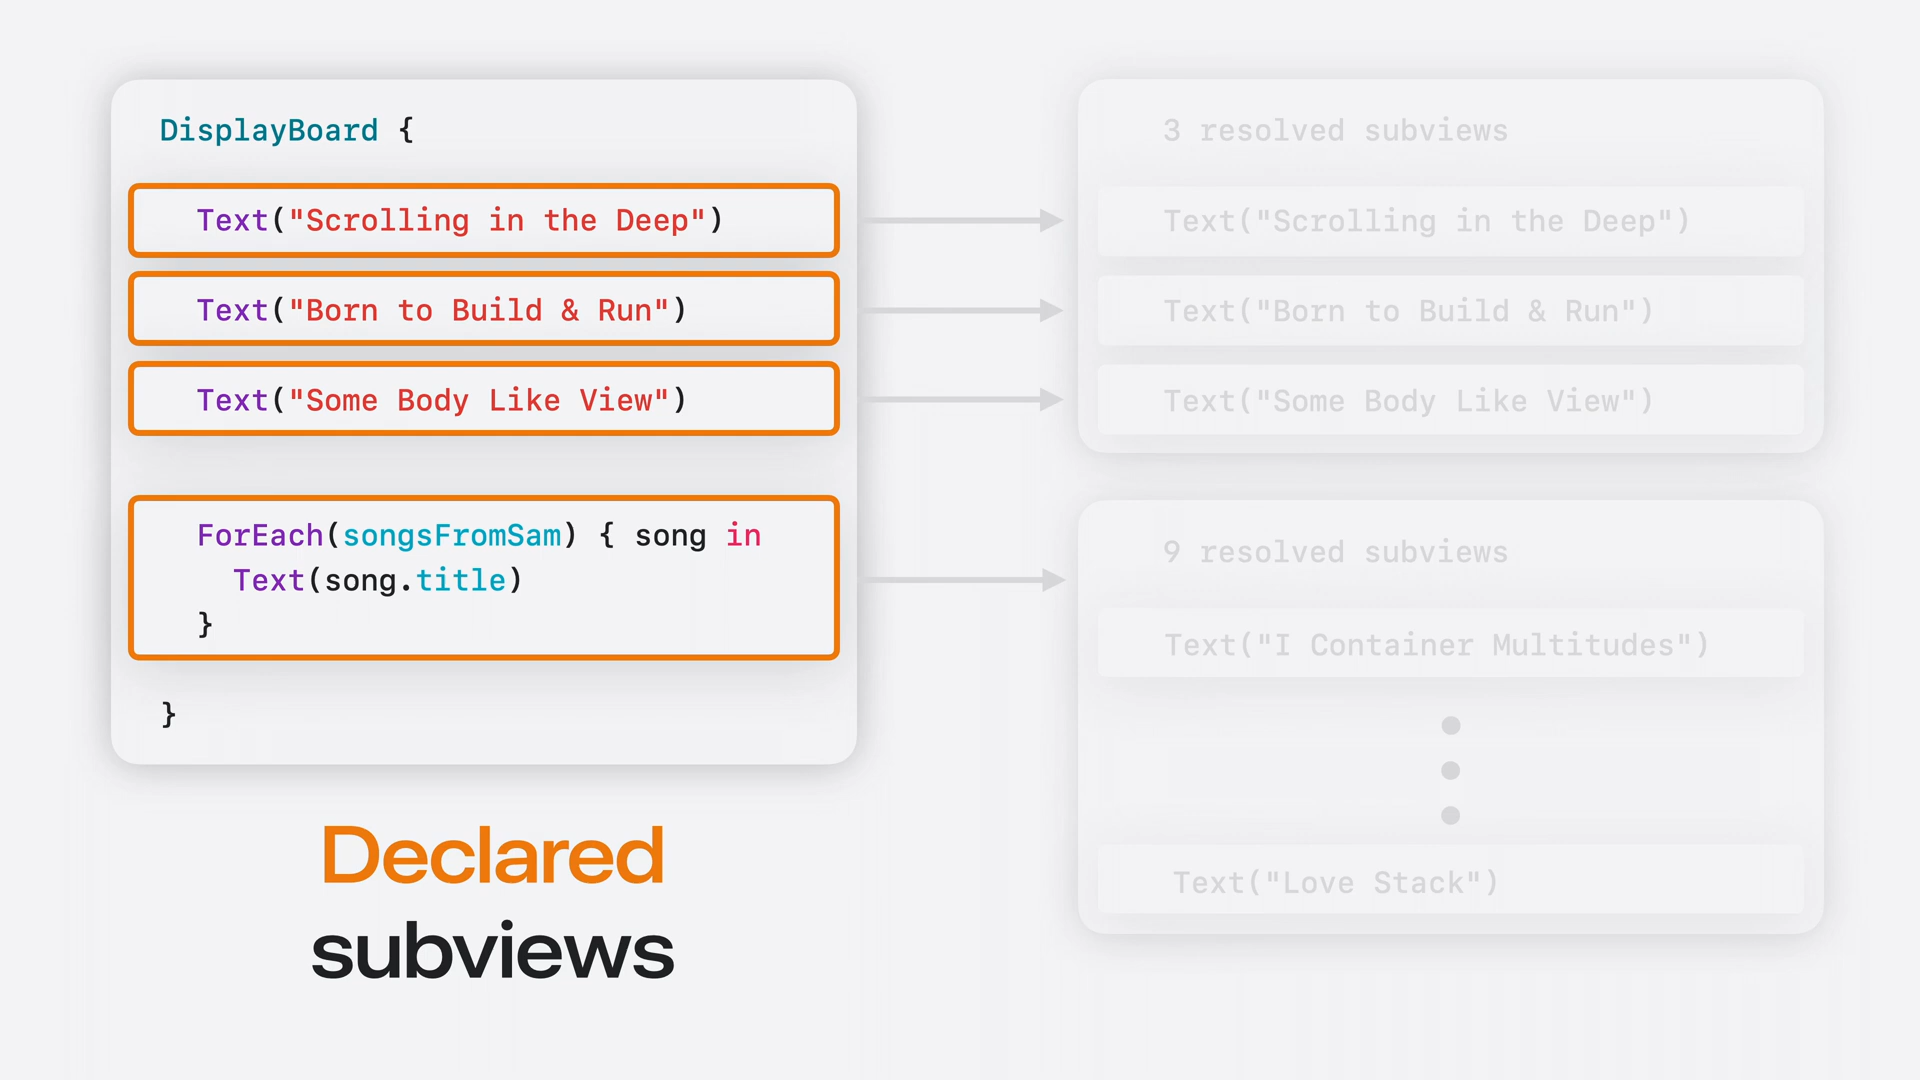 DisplayBoard {
Text("Scrolling in the Deep")
Text("Born to Build & Run")
Text("Some Body Like View")
ForEach(songsFromSam) { song in
Text(song.title)
}
}
Declared
subviews
3 resolved subviews
Text("Scrolling in the Deep")
Text("Born to Build & Run")
Text("Some Body Like View")
9 resolved subviews
Text("I Container Multitudes")
Text("Love Stack")